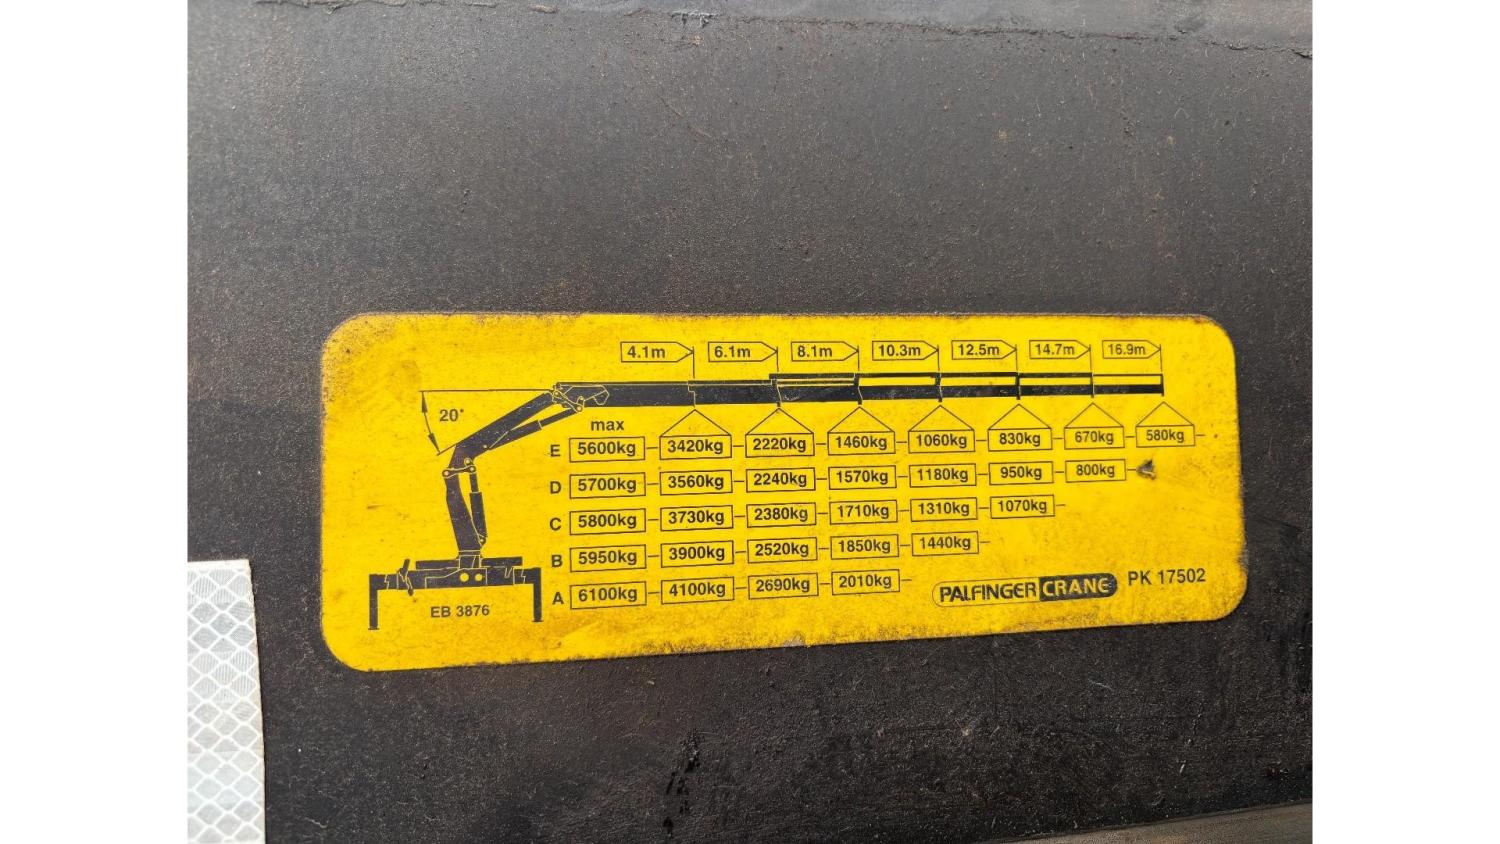 4.1m 6.1m 8.1m 10.3m 12.5m 14.7m 16.9m
20°
max
E 5600kg 3420kg 2220kg 1460kg 1060kg 830kg 670kg 580kg
D 5700kg 3560kg 2240kg 1570kg 1180kg 950kg 800kg
C 5800kg 3730kg 2380kg 1710kg 1310kg 1070kg
B 5950kg 3900kg 2520kg 1850kg 1440kg
A 6100kg 4100kg 2690kg 2010kg
EB 3876
PALFINGER CRANE PK 17502